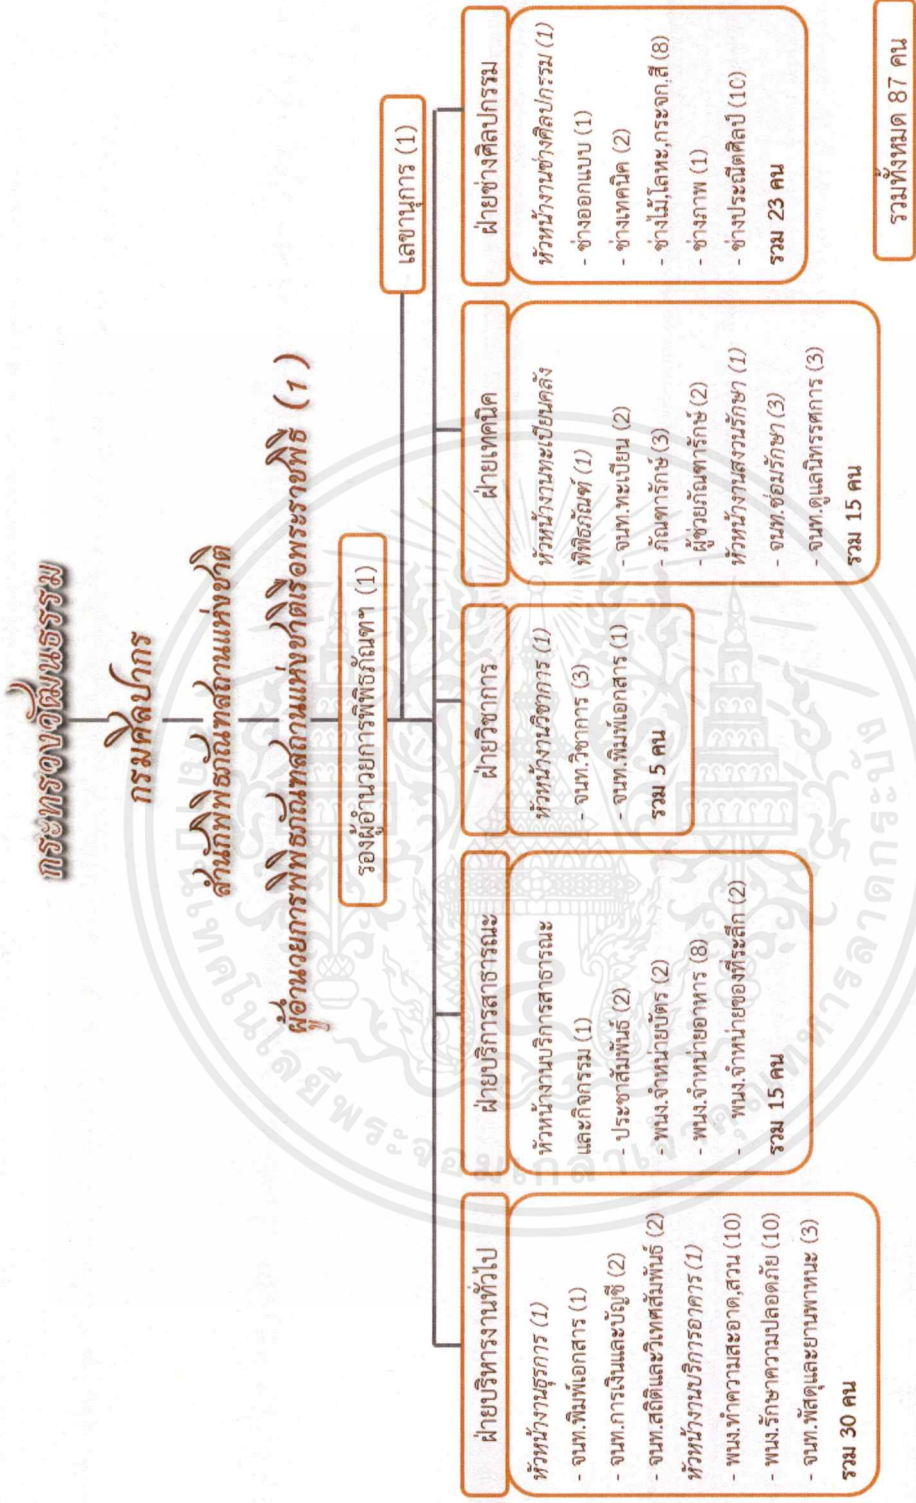 กระทรวงวัฒนธรรม
กรมศิลปากร
สำนักพิพิธภัณฑสถานแห่งชาติ
ผู้อำนวยการพิพิธภัณฑสถานแห่งชาติเรือพระราชพิธี (1)
รองผู้อำนวยการพิพิธภัณฑฯ (1)
เลขานุการ (1)
ฝ่ายบริหารงานทั่วไป
หัวหน้างานธุรการ (1)
- จนท.พิมพ์เอกสาร (1)
- จนท.การเงินและบัญชี (2)
- จนท.สถิติและวิเทศสัมพันธ์ (2)
หัวหน้างานบริการอาคาร (1)
- พนง.ทำความสะอาด,สวน (10)
- พนง.รักษาความปลอดภัย (10)
- จนท.พัสดุและยานพาหนะ (3)
รวม 30 คน
ฝ่ายบริการสาธารณะ
หัวหน้างานบริการสาธารณะ
และกิจกรรม (1)
- ประชาสัมพันธ์ (2)
- พนง.จำหน่ายบัตร (2)
- พนง.จำหน่ายอาหาร (8)
- พนง.จำหน่ายของที่ระลึก (2)
รวม 15 คน
ฝ่ายวิชาการ
หัวหน้างานวิชาการ (1)
- จนท.วิชาการ (3)
- จนท.พิมพ์เอกสาร (1)
รวม 5 คน
ฝ่ายเทคนิค
หัวหน้างานทะเบียนคลัง
พิพิธภัณฑ์ (1)
- จนท.ทะเบียน (2)
- ภัณฑารักษ์ (3)
- ผู้ช่วยภัณฑารักษ์ (2)
หัวหน้างานสงวนรักษา (1)
- จนท.ซ่อมรักษา (3)
- จนท.ดูแลนิทรรศการ (3)
รวม 15 คน
ฝ่ายช่างศิลปกรรม
หัวหน้างานช่างศิลปกรรม (1)
- ช่างออกแบบ (1)
- ช่างเทคนิค (2)
- ช่างไม้,โลหะ,กระจก,สี (8)
- ช่างภาพ (1)
- ช่างประณีตศิลป์ (10)
รวม 23 คน
รวมทั้งหมด 87 คน